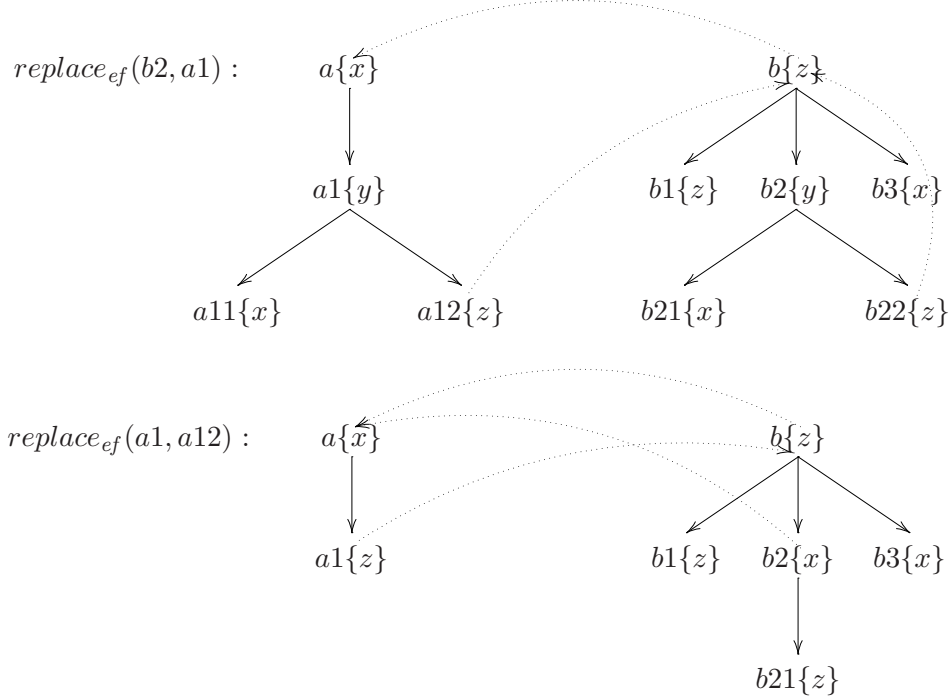 replace_ef(b2, a1) : a{x} b{z}
a1{y} b1{z} b2{y} b3{x}
a11{x} a12{z} b21{x} b22{z}
replace_ef(a1, a12) : a{x} b{z}
a1{z} b1{z} b2{x} b3{x}
b21{z}